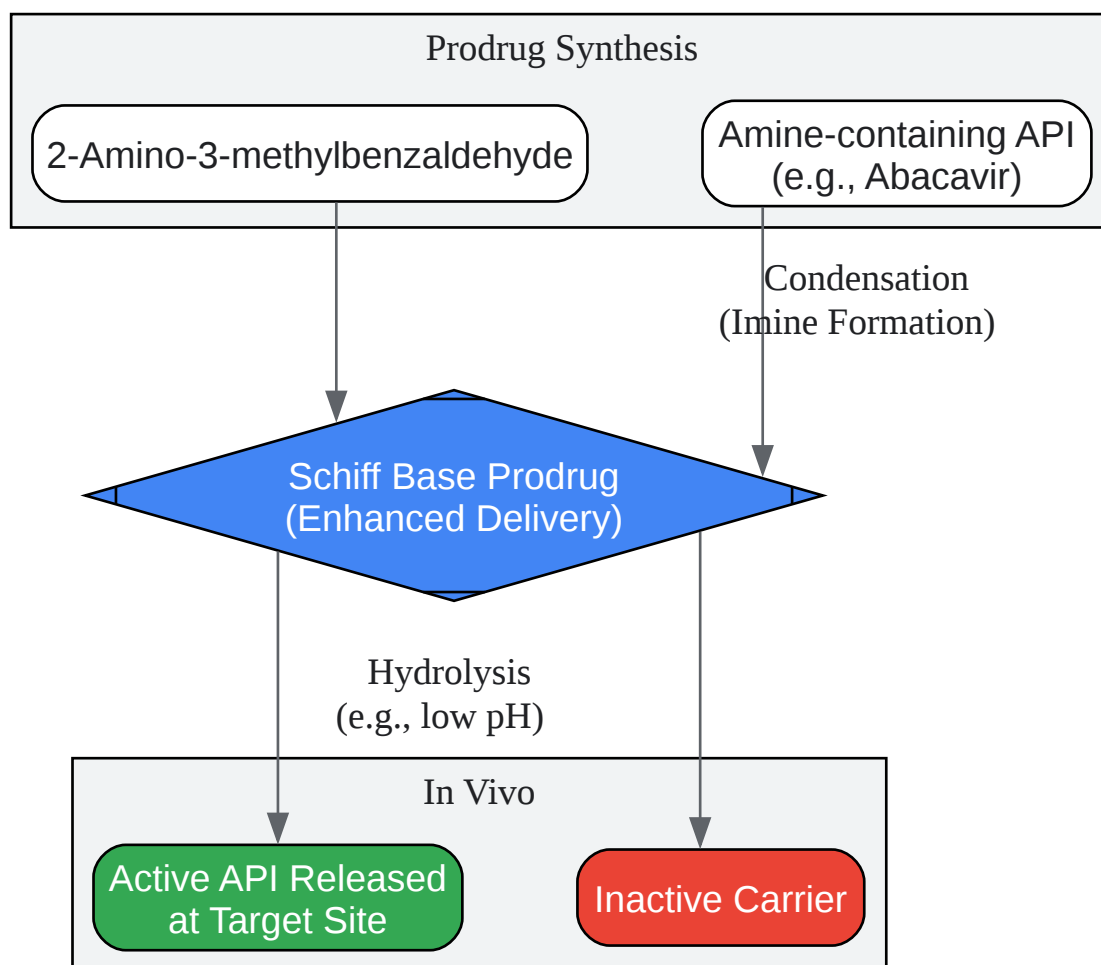 Prodrug Synthesis
2-Amino-3-methylbenzaldehyde
Amine-containing API
(e.g., Abacavir)
Condensation
(Imine Formation)
Schiff Base Prodrug
(Enhanced Delivery)
Hydrolysis
(e.g., low pH)
In Vivo
Active API Released
at Target Site
Inactive Carrier